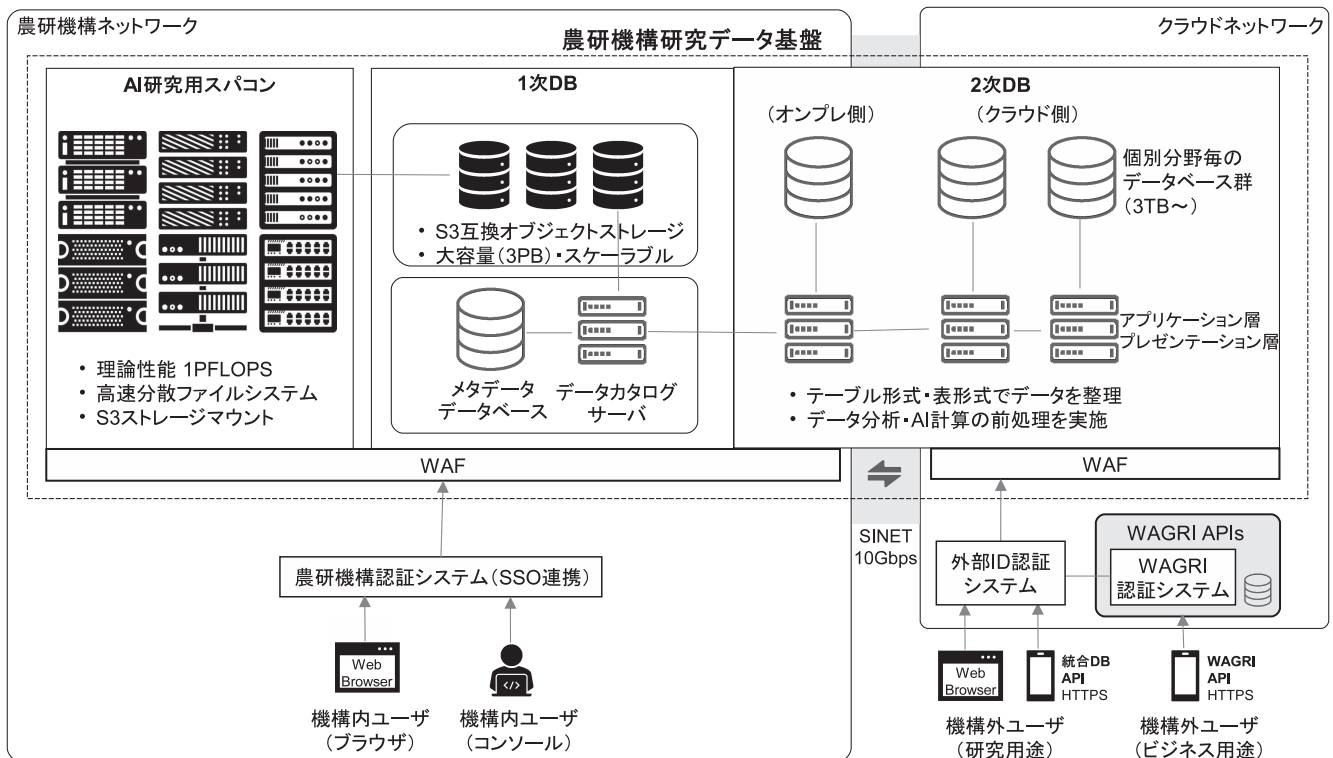 農研機構ネットワーク
クラウドネットワーク
農研機構研究データ基盤
AI研究用スパコン
・ 理論性能 1PFLOPS
・ 高速分散ファイルシステム
・ S3ストレージマウント
1次DB
・ S3互換オブジェクトストレージ
・ 大容量(3PB)・スケーラブル
メタデータ
データベース
データカタログ
サーバ
2次DB
(オンプレ側)
(クラウド側)
個別分野毎の
データベース群
(3TB～)
アプリケーション層
プレゼンテーション層
・ テーブル形式・表形式でデータを整理
・ データ分析・AI計算の前処理を実施
WAF
WAF
SINET
10Gbps
農研機構認証システム(SSO連携)
外部ID認証
システム
WAGRI APIs
WAGRI
認証システム
Web
Browser
</>
機構内ユーザ
(ブラウザ)
機構内ユーザ
(コンソール)
Web
Browser
統合DB
API
HTTPS
WAGRI
API
HTTPS
機構外ユーザ
(研究用途)
機構外ユーザ
(ビジネス用途)